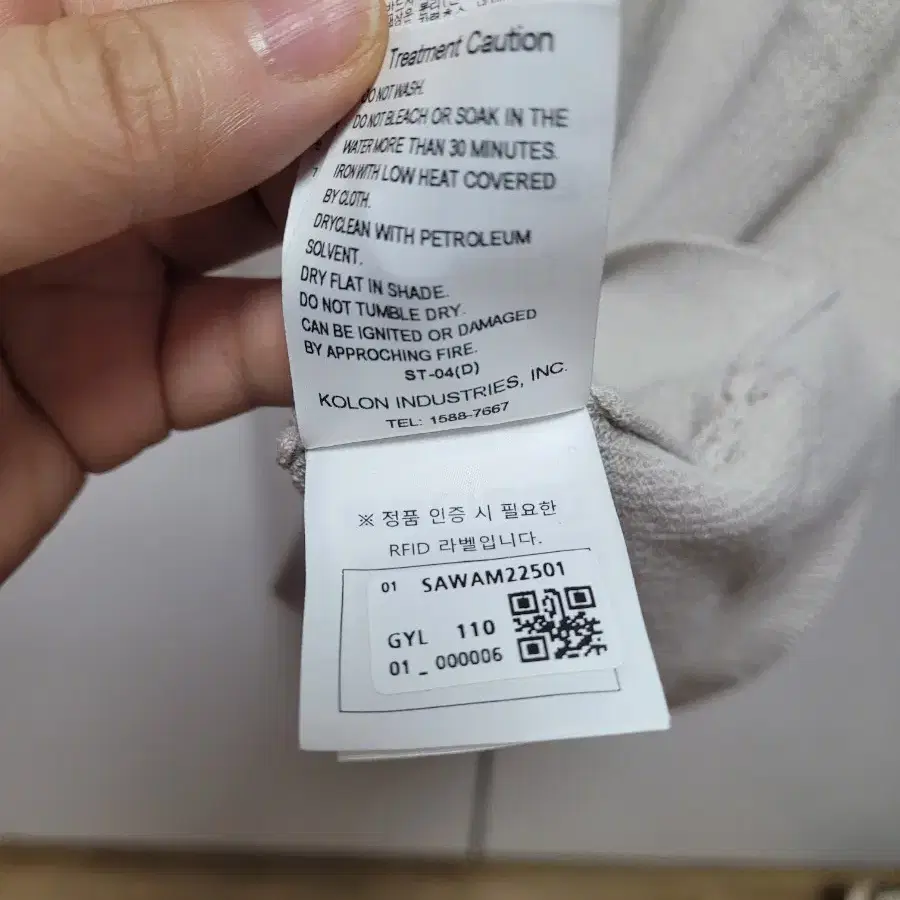 Treatment Caution
DO NOT WASH.
DO NOT BLEACH OR SOAK IN THE
WATER MORE THAN 30 MINUTES.
IRON WITH LOW HEAT COVERED
BY CLOTH.
DRYCLEAN WITH PETROLEUM
SOLVENT.
DRY FLAT IN SHADE.
DO NOT TUMBLE DRY.
CAN BE IGNITED OR DAMAGED
BY APPROCHING FIRE.
ST-04(D)
KOLON INDUSTRIES, INC.
TEL: 1588-7667
※ 정품 인증 시 필요한
RFID 라벨입니다.
01 SAWAM22501
GYL 110
01 _ 000006